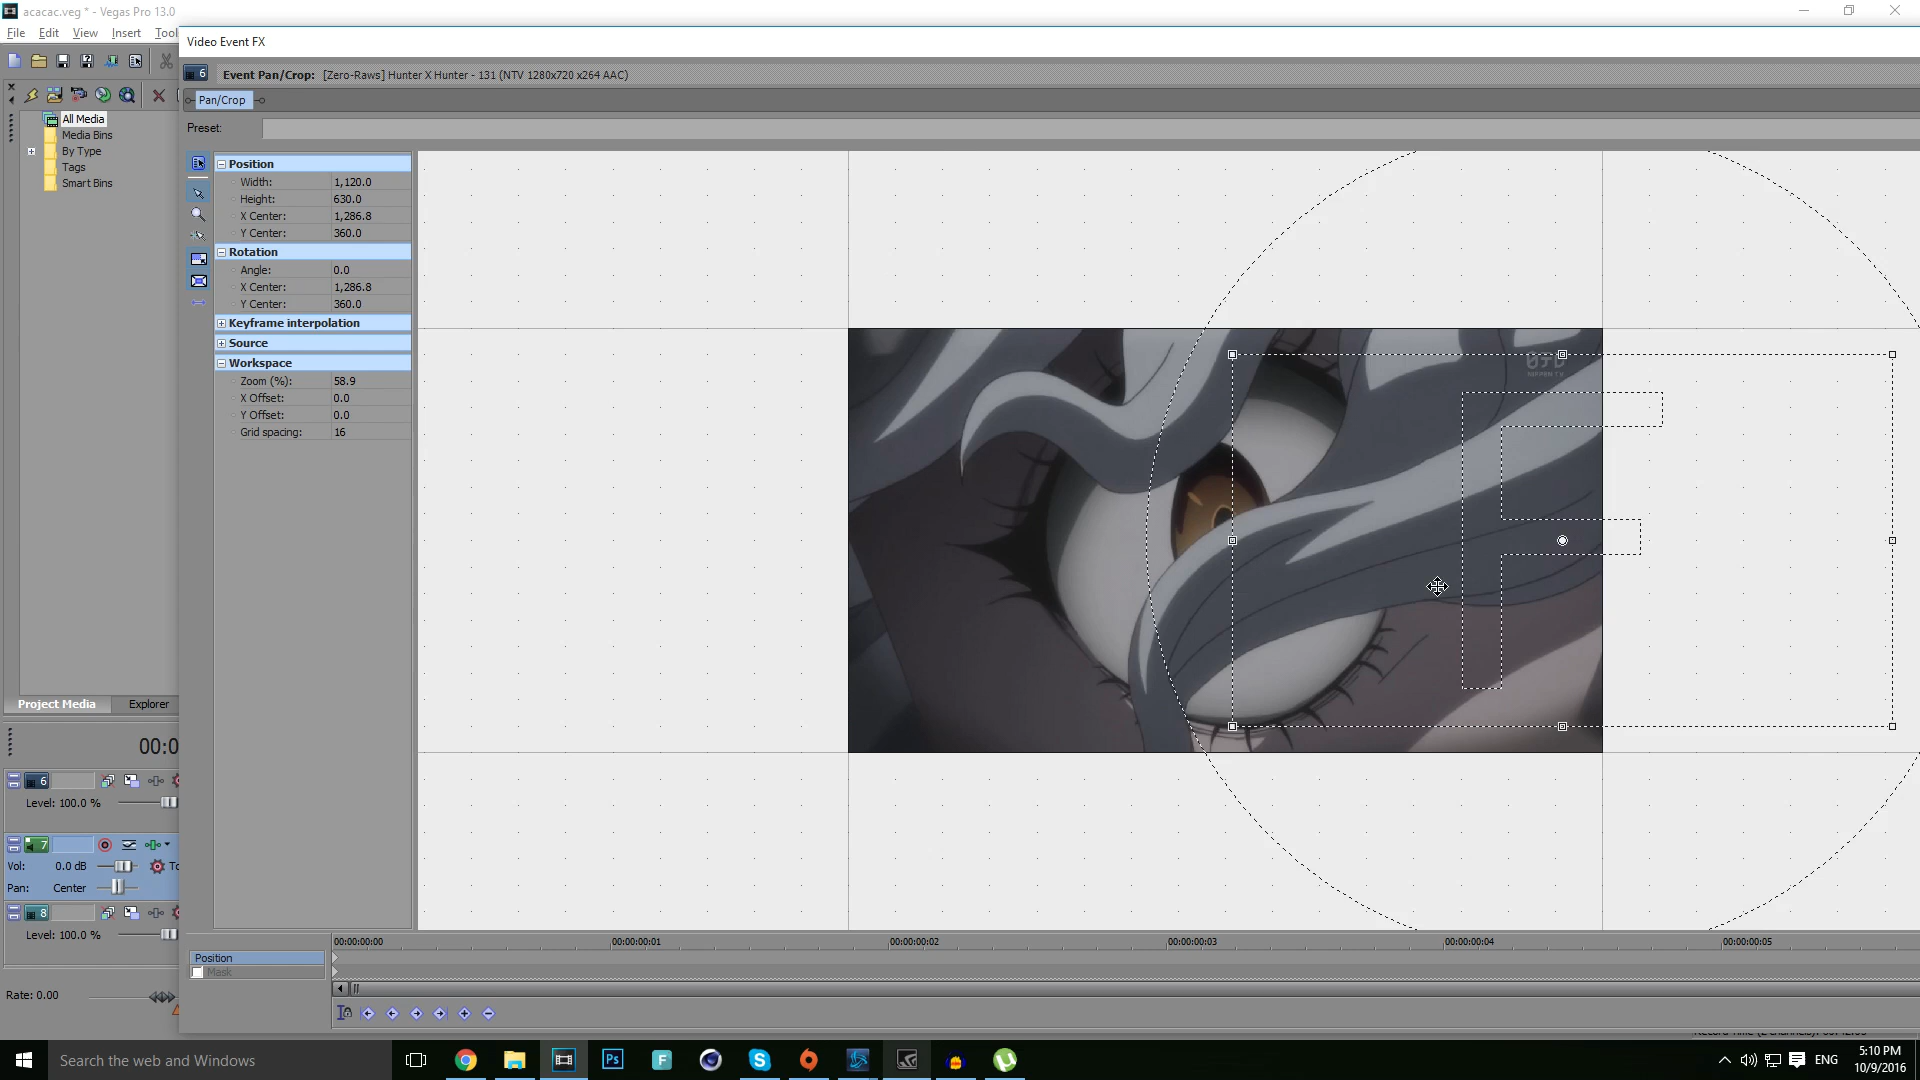 acacac.veg * - Vegas Pro 13.0
File Edit View Insert Tool
Video Event FX
6 Event Pan/Crop: [Zero-Raws] Hunter X Hunter - 131 (NTV 1280x720 x264 AAC)
Pan/Crop
Preset:
All Media
Media Bins
By Type
Tags
Smart Bins
Position
Width: 1,120.0
Height: 630.0
X Center: 1,286.8
Y Center: 360.0
Rotation
Angle: 0.0
X Center: 1,286.8
Y Center: 360.0
Keyframe interpolation
Source
Workspace
Zoom (%): 58.9
X Offset: 0.0
Y Offset: 0.0
Grid spacing: 16
Project Media Explorer
00:0
6
Level: 100.0 %
7
Vol: 0.0 dB To
Pan: Center
8
Level: 100.0 %
Rate: 0.00
00:00:00:00 00:00:00:01 00:00:00:02 00:00:00:03 00:00:00:04 00:00:00:05
Position
Mask
Search the web and Windows
Ps
F
ENG
5:10 PM
10/9/2016